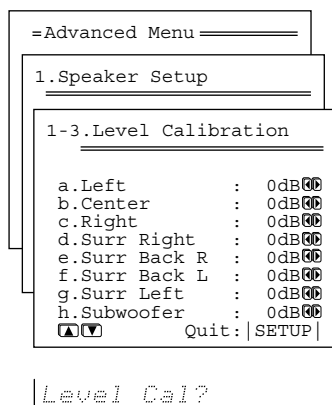 =Advanced Menu
1.Speaker Setup
1-3.Level Calibration
a.Left : 0dB
b.Center : 0dB
c.Right : 0dB
d.Surr Right : 0dB
e.Surr Back R : 0dB
f.Surr Back L : 0dB
g.Surr Left : 0dB
h.Subwoofer : 0dB
Quit:|SETUP|
Level Cal?